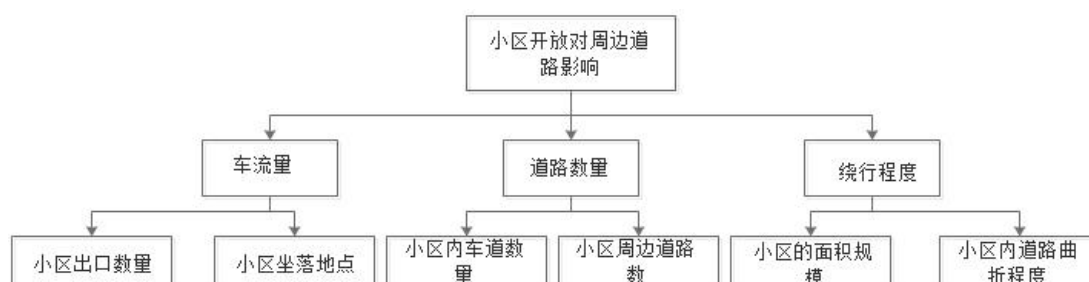 小区开放对周边道
路影响
车流量
道路数量
绕行程度
小区出口数量
小区坐落地点
小区内车道数
量
小区周边道路
数
小区的面积规
模
小区内道路曲
折程度